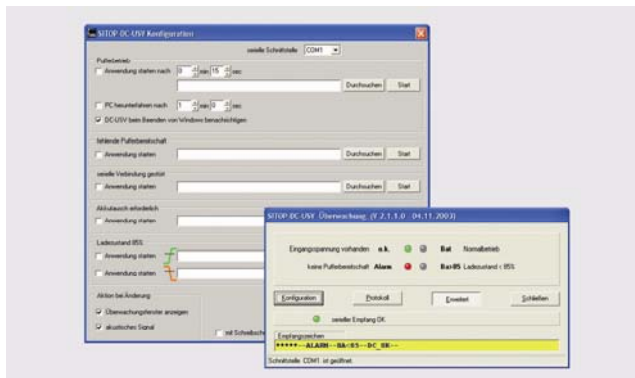 SITOP-DC-USV Konfiguration
serielle Schnittstelle COM1
Pufferbetrieb
Anwendung starten nach 0 min 15 sec
Durchsuchen Start
PC herunterfahren nach 1 min 0 sec
DC-USV beim Beenden von Windows benachrichtigen
fehlende Pufferbereitschaft
Anwendung starten Durchsuchen Start
serielle Verbindung gestört
Anwendung starten Durchsuchen Start
Akkutausch erforderlich
Anwendung starten
Ladezustand 85%
Anwendung starten
Anwendung starten
Aktion bei Änderung
Überwachungsfenster anzeigen
akustisches Signal
SITOP-DC-USV Überwachung (V 2.1.1.0 04.11.2003)
Eingangsspannung vorhanden o.k. Bat Normalbetrieb
keine Pufferbereitschaft Alarm Bat<85 Ladezustand < 85%
Konfiguration Protokoll Erweitert Schließen
serieller Empfang OK
Empfangszeichen
*****--ALARM--BA<85--DC_OK--
Schnittstelle COM1 ist geöffnet.